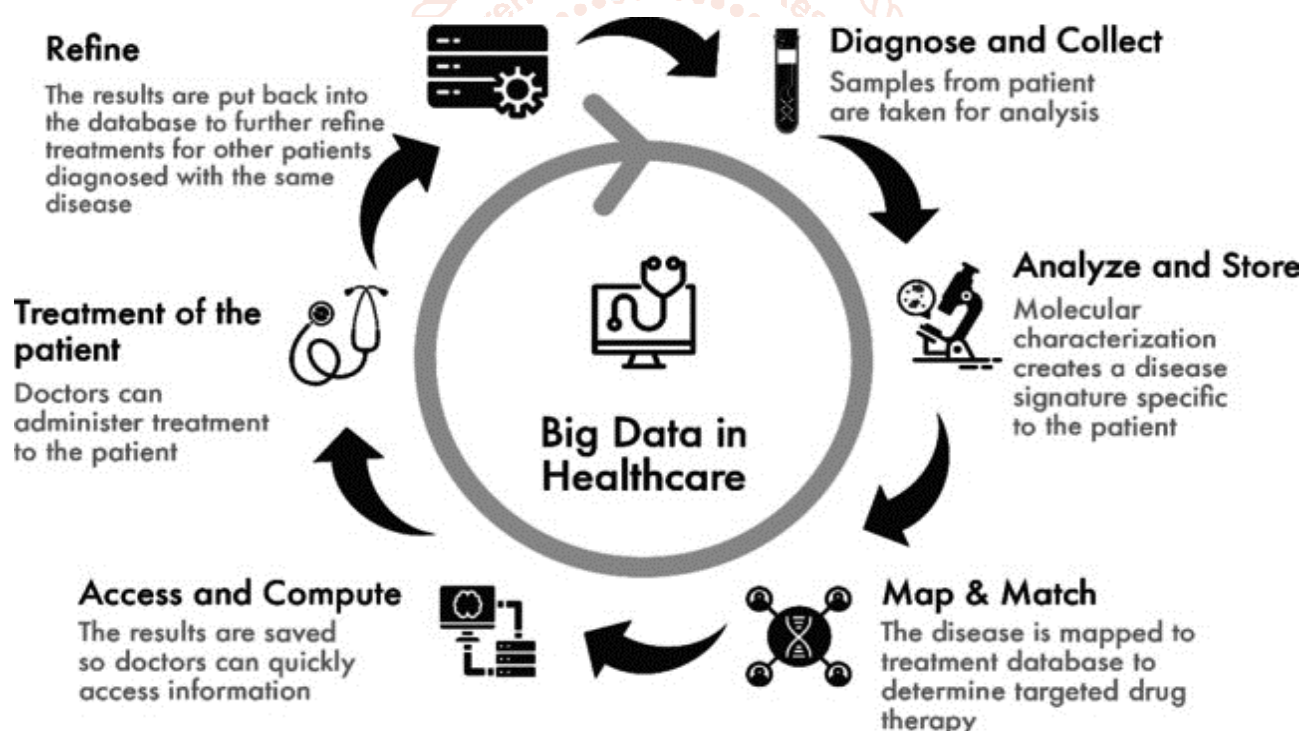 Refine
The results are put back into
the database to further refine
treatments for other patients
diagnosed with the same
disease
Diagnose and Collect
Samples from patient
are taken for analysis
Analyze and Store
Molecular
characterization
creates a disease
signature specific
to the patient
Map & Match
The disease is mapped to
treatment database to
determine targeted drug
therapy
Access and Compute
The results are saved
so doctors can quickly
access information
Treatment of the
patient
Doctors can
administer treatment
to the patient
Big Data in
Healthcare